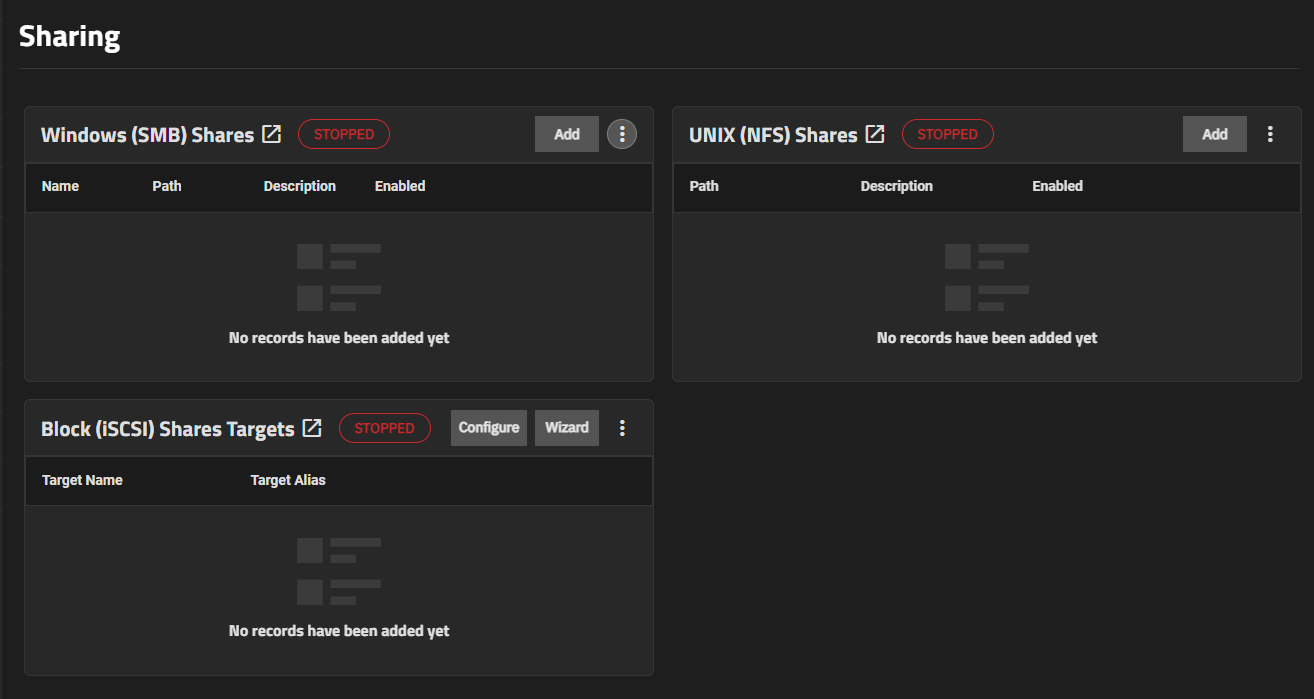 Sharing
Windows (SMB) Shares STOPPED Add
Name Path Description Enabled
No records have been added yet
UNIX (NFS) Shares STOPPED Add
Path Description Enabled
No records have been added yet
Block (iSCSI) Shares Targets STOPPED Configure Wizard
Target Name Target Alias
No records have been added yet